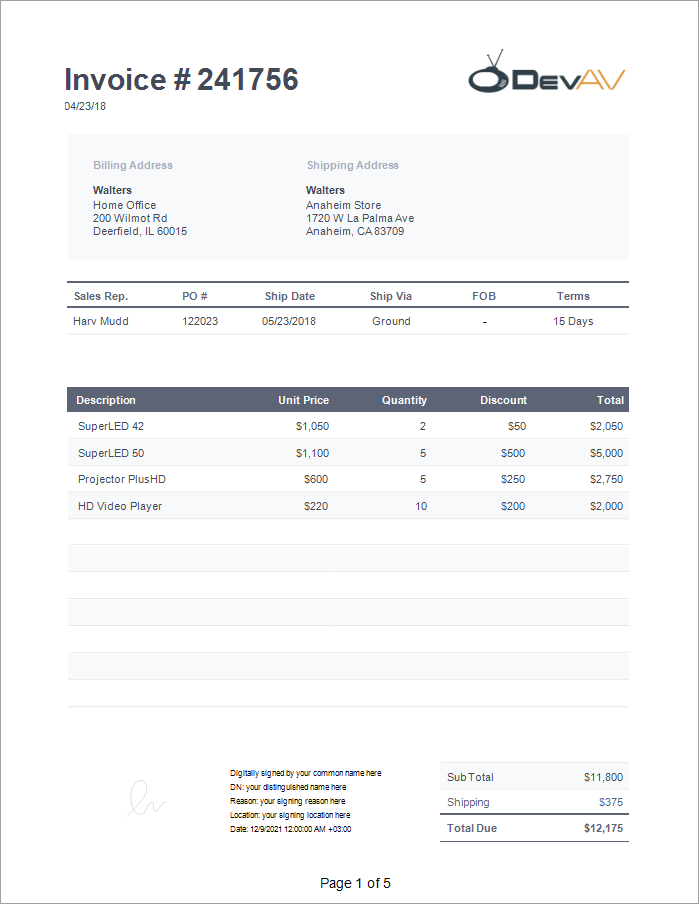 Invoice # 241756
04/23/18
DevAV
Billing Address Shipping Address
Walters Walters
Home Office Anaheim Store
200 Wilmot Rd 1720 W La Palma Ave
Deerfield, IL 60015 Anaheim, CA 83709
Sales Rep. PO # Ship Date Ship Via FOB Terms
Harv Mudd 122023 05/23/2018 Ground - 15 Days
Description Unit Price Quantity Discount Total
SuperLED 42 $1,050 2 $50 $2,050
SuperLED 50 $1,100 5 $500 $5,000
Projector PlusHD $600 5 $250 $2,750
HD Video Player $220 10 $200 $2,000
Digitally signed by your common name here
DN: your distinguished name here
Reason: your signing reason here
Location: your signing location here
Date: 12/9/2021 12:00:00 AM +03:00
Sub Total $11,800
Shipping $375
Total Due $12,175
Page 1 of 5